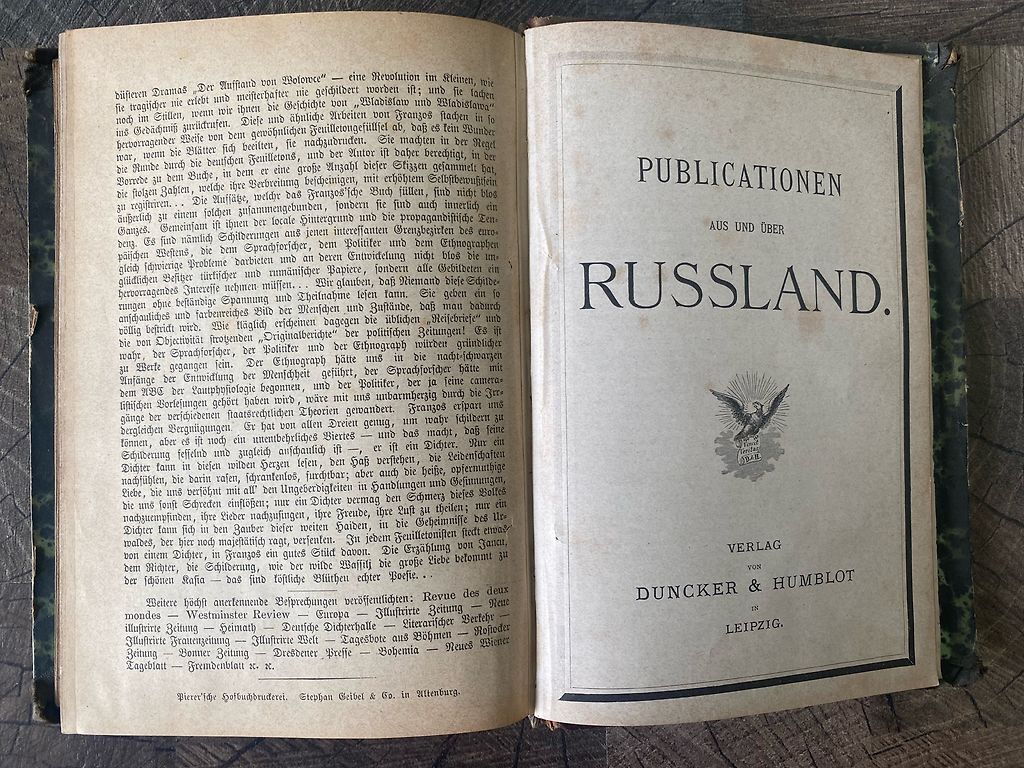 düsteren Dramas „Der Aufstand von Wolowce“ — eine Revolution im Kleinen, wie
sie tragischer nie erlebt und meisterhafter nie geschildert worden ist; und sie lachen
noch im Stillen, wenn wir ihnen die Geschichte von „Wladislaw und Wladislawa“
ins Gedächtniß zurückrufen. Diese und ähnliche Arbeiten von Franzos stachen in so
hervorragender Weise von dem gewöhnlichen Feuilletongefüllsel ab, daß es kein Wunder
war, wenn die Blätter sich beeilten, sie nachzudrucken. Sie machten in der Regel
die Runde durch die deutschen Feuilletons, und der Autor ist daher berechtigt, in der
Vorrede zu dem Buche, in dem er eine große Anzahl dieser Skizzen gesammelt hat,
die stolzen Zahlen, welche ihre Verbreiung bescheinigen, mit erhöhtem Selbstbewußtsein
zu registriren... Die Aufsätze, welche das Franzos'sche Buch füllen, sind nicht blos
äußerlich zu einem solchen zusammengebunden, sondern sie sind auch innerlich ein
Ganzes. Gemeinsam ist ihnen der locale Hintergrund und die propagandistische Ten-
denz. Es sind nämlich Schilderungen aus jenen interessanten Grenzbezirken des euro-
päischen Westens, die dem Sprachforscher, dem Politiker und dem Ethnographen
gleich schwierige Probleme darbieten und an deren Entwickelung nicht blos die un-
glücklichen Besitzer türkischer und rumänischer Papiere, sondern alle Gebildeten ein
hervorragendes Interesse nehmen müssen.... Wir glauben, daß Niemand diese Schilde-
rungen ohne beständige Spannung und Theilnahme lesen kann. Sie geben ein so
anschauliches und farbenreiches Bild der Menschen und Zustände, daß man dadurch
völlig bestrickt wird. Wie kläglich erscheinen dagegen die üblichen „Reisebriefe“ und
die von Objectivität strotzenden „Originalberichte“ der politischen Zeitungen! Es ist
wahr, der Sprachforscher, der Politiker und der Ethnograph würden gründlicher
zu Werke gegangen sein. Der Ethnograph hätte uns in die nacht-schwarzen
Anfänge der Entwicklung der Menschheit geführt, der Sprachforscher hätte mit
dem ABC der Lautphysiologie begonnen, und der Politiker, der ja seine camera-
listischen Vorlesungen gehört haben wird, wäre mit uns unbarmherzig durch die Irr-
gänge der verschiedenen staatsrechtlichen Theorien gewandert. Franzos erspart uns
dergleichen Vergnügungen. Er hat von allen Dreien genug, um wahr schildern zu
können, aber es ist noch ein unentbehrliches Viertes — und das macht, daß seine
Schilderung fesselnd und zugleich anschaulich ist —, er ist ein Dichter. Nur ein
Dichter kann in diesen wilden Herzen lesen, den Haß verstehen, die Leidenschaften
nachfühlen, die darin rasen, schrankenlos, furchtbar; aber auch die heiße, opfermuthige
Liebe, die uns versöhnt mit all' den Ungeberdigkeiten in Handlungen und Gesinnungen,
die uns sonst Schrecken einflößen; nur ein Dichter vermag den Schmerz dieses Volkes
nachzuempfinden, ihre Lieder nachzusingen, ihre Freude, ihre Lust zu theilen; nur ein
Dichter kann sich in den Zauber dieser weiten Haiden, in die Geheimnisse des Ur-
waldes, der hier noch majestätisch ragt, versenken. In jedem Feuilletonisten steckt etwas
von einem Dichter, in Franzos ein gutes Stück davon. Die Erzählung von Jancu,
dem Richter, die Schilderung, wie der wilde Wassilj die große Liebe bekommt zu
der schönen Kasia — das sind köstliche Blüthen echter Poesie...
Weitere höchst anerkennende Besprechungen veröffentlichten: Revue des deux
mondes — Westminster Review — Europa — Illustrirte Zeitung — Neue
illustrirte Zeitung — Heimath — Deutsche Dichterhalle — Literarischer Verkehr —
Illustrirte Frauenzeitung — Illustrirte Welt — Tagesbote aus Böhmen — Rostocker
Zeitung — Bonner Zeitung — Dresdener Presse — Bohemia — Neues Wiener
Tageblatt — Fremdenblatt ꝛc. ꝛc.
Pierer'sche Hofbuchdruckerei. Stephan Geibel & Co. in Altenburg.
PUBLICATIONEN
AUS UND ÜBER
RUSSLAND.
VERLAG
VON
DUNCKER & HUMBLOT
IN
LEIPZIG.